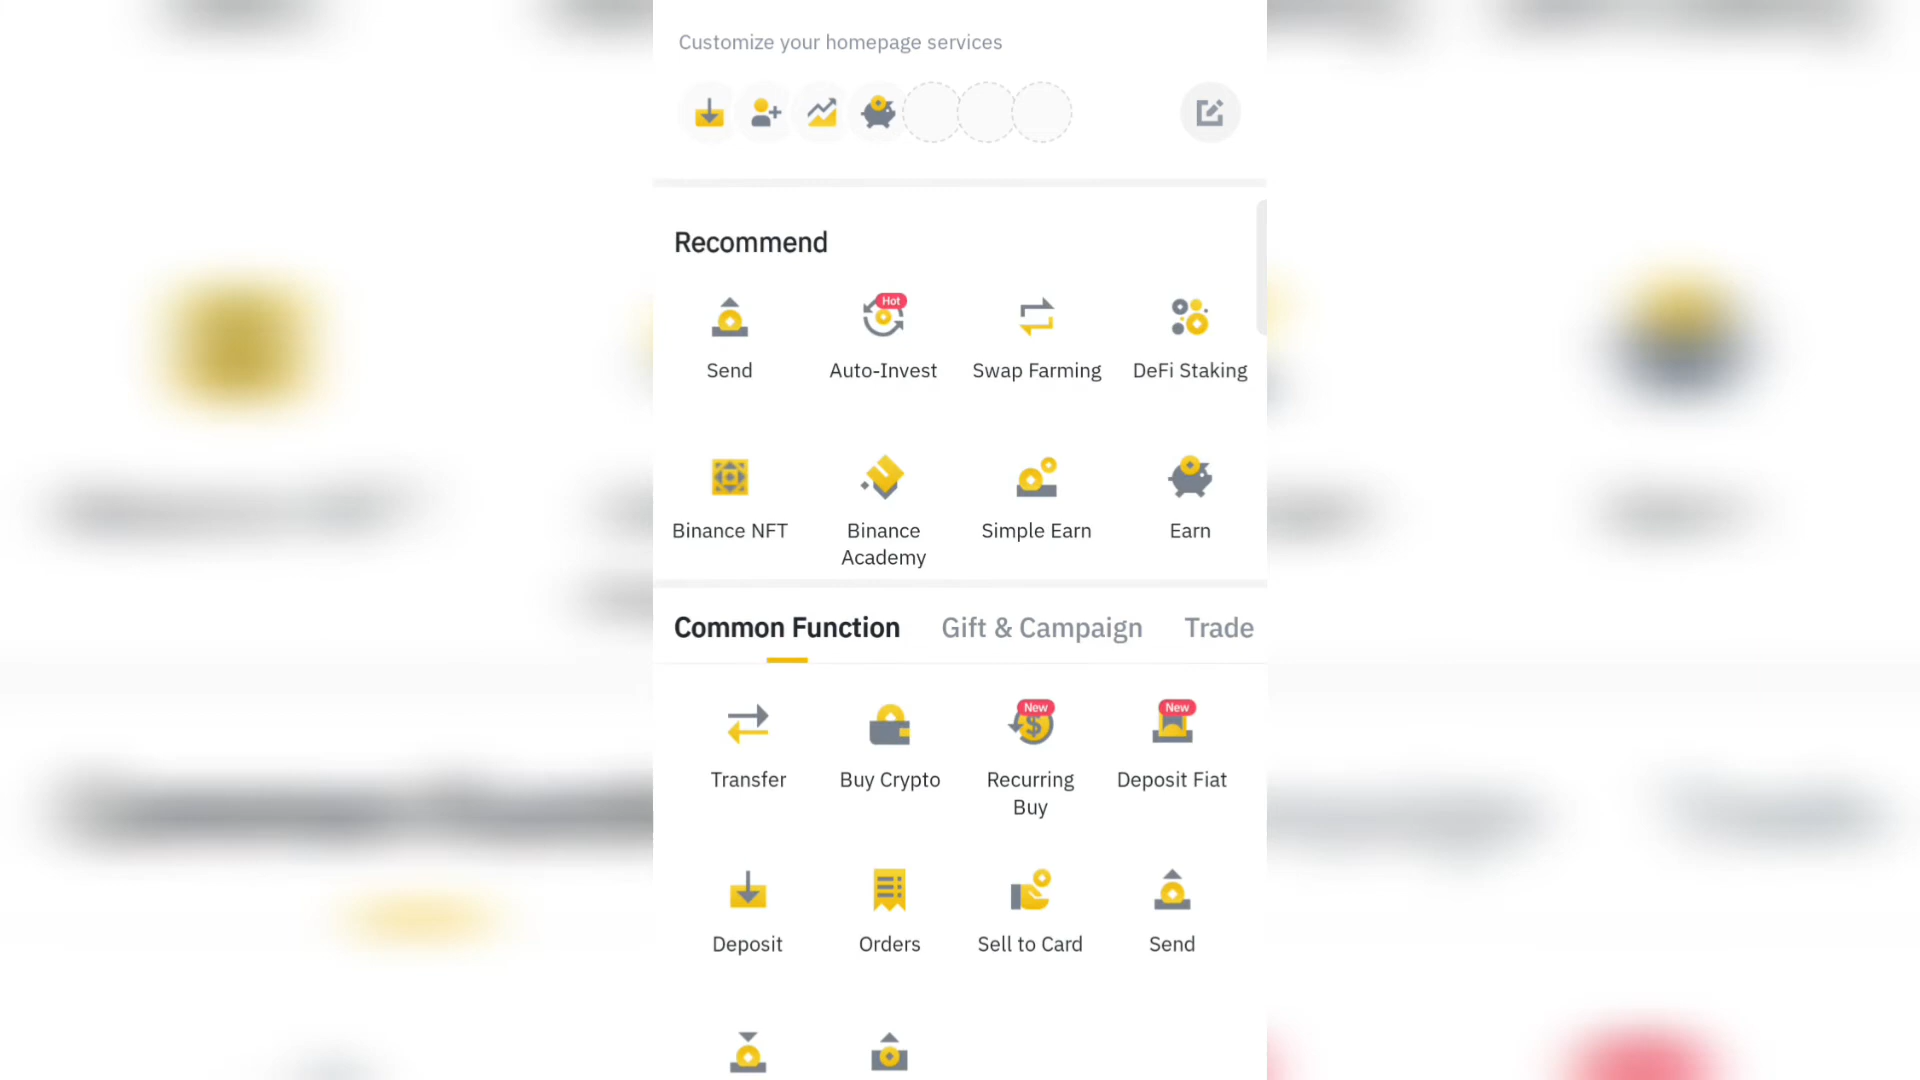 Customize your homepage services
Recommend
Hot
Send Auto-Invest Swap Farming DeFi Staking
Binance NFT Binance Academy Simple Earn Earn
Common Function Gift & Campaign Trade
New New
Transfer Buy Crypto Recurring Buy Deposit Fiat
Deposit Orders Sell to Card Send